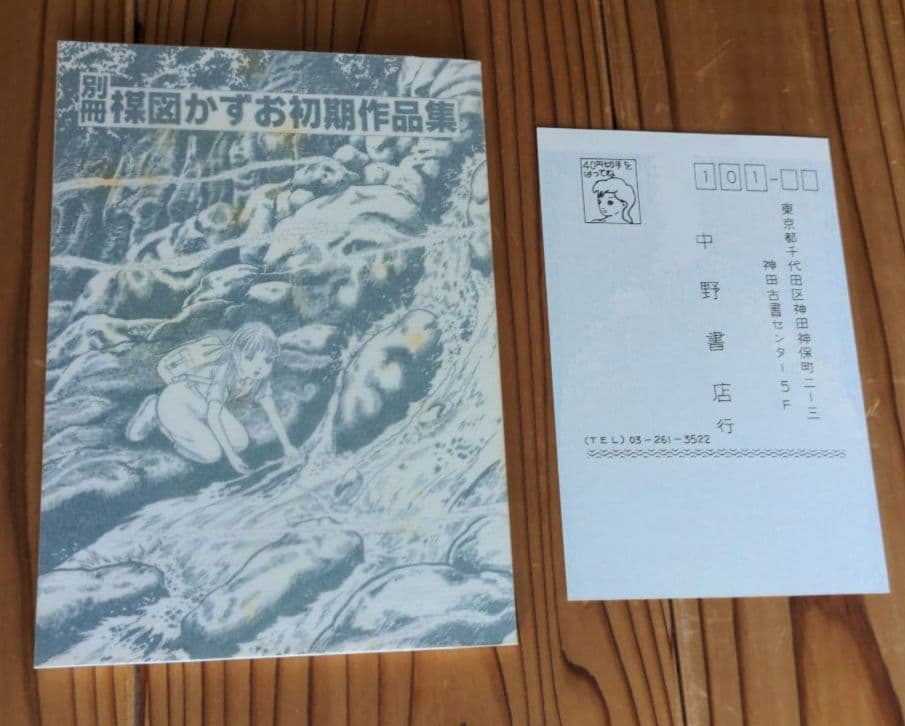 別冊 楳図かずお初期作品集
40円切手を
はってね
101-
東京都千代田区神田神保町二ー三
神田古書センター5F
中野書店行
(TEL)03-261-3522